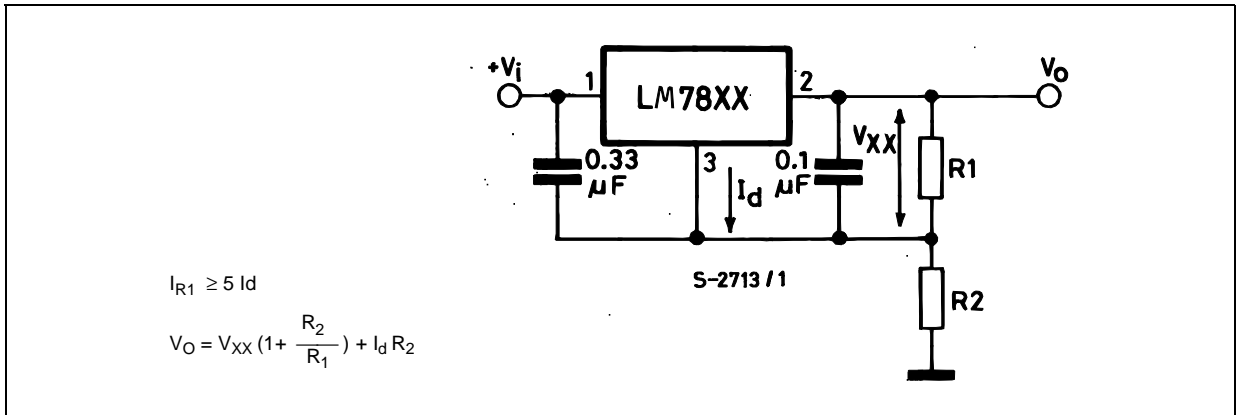 +Vi
1
LM78XX
2
Vo
0.33
µF
3
Id
0.1
µF
VXX
R1
S-2713/1
R2
IR1 ≥ 5 Id
VO = VXX (1+ R2/R1) + Id R2